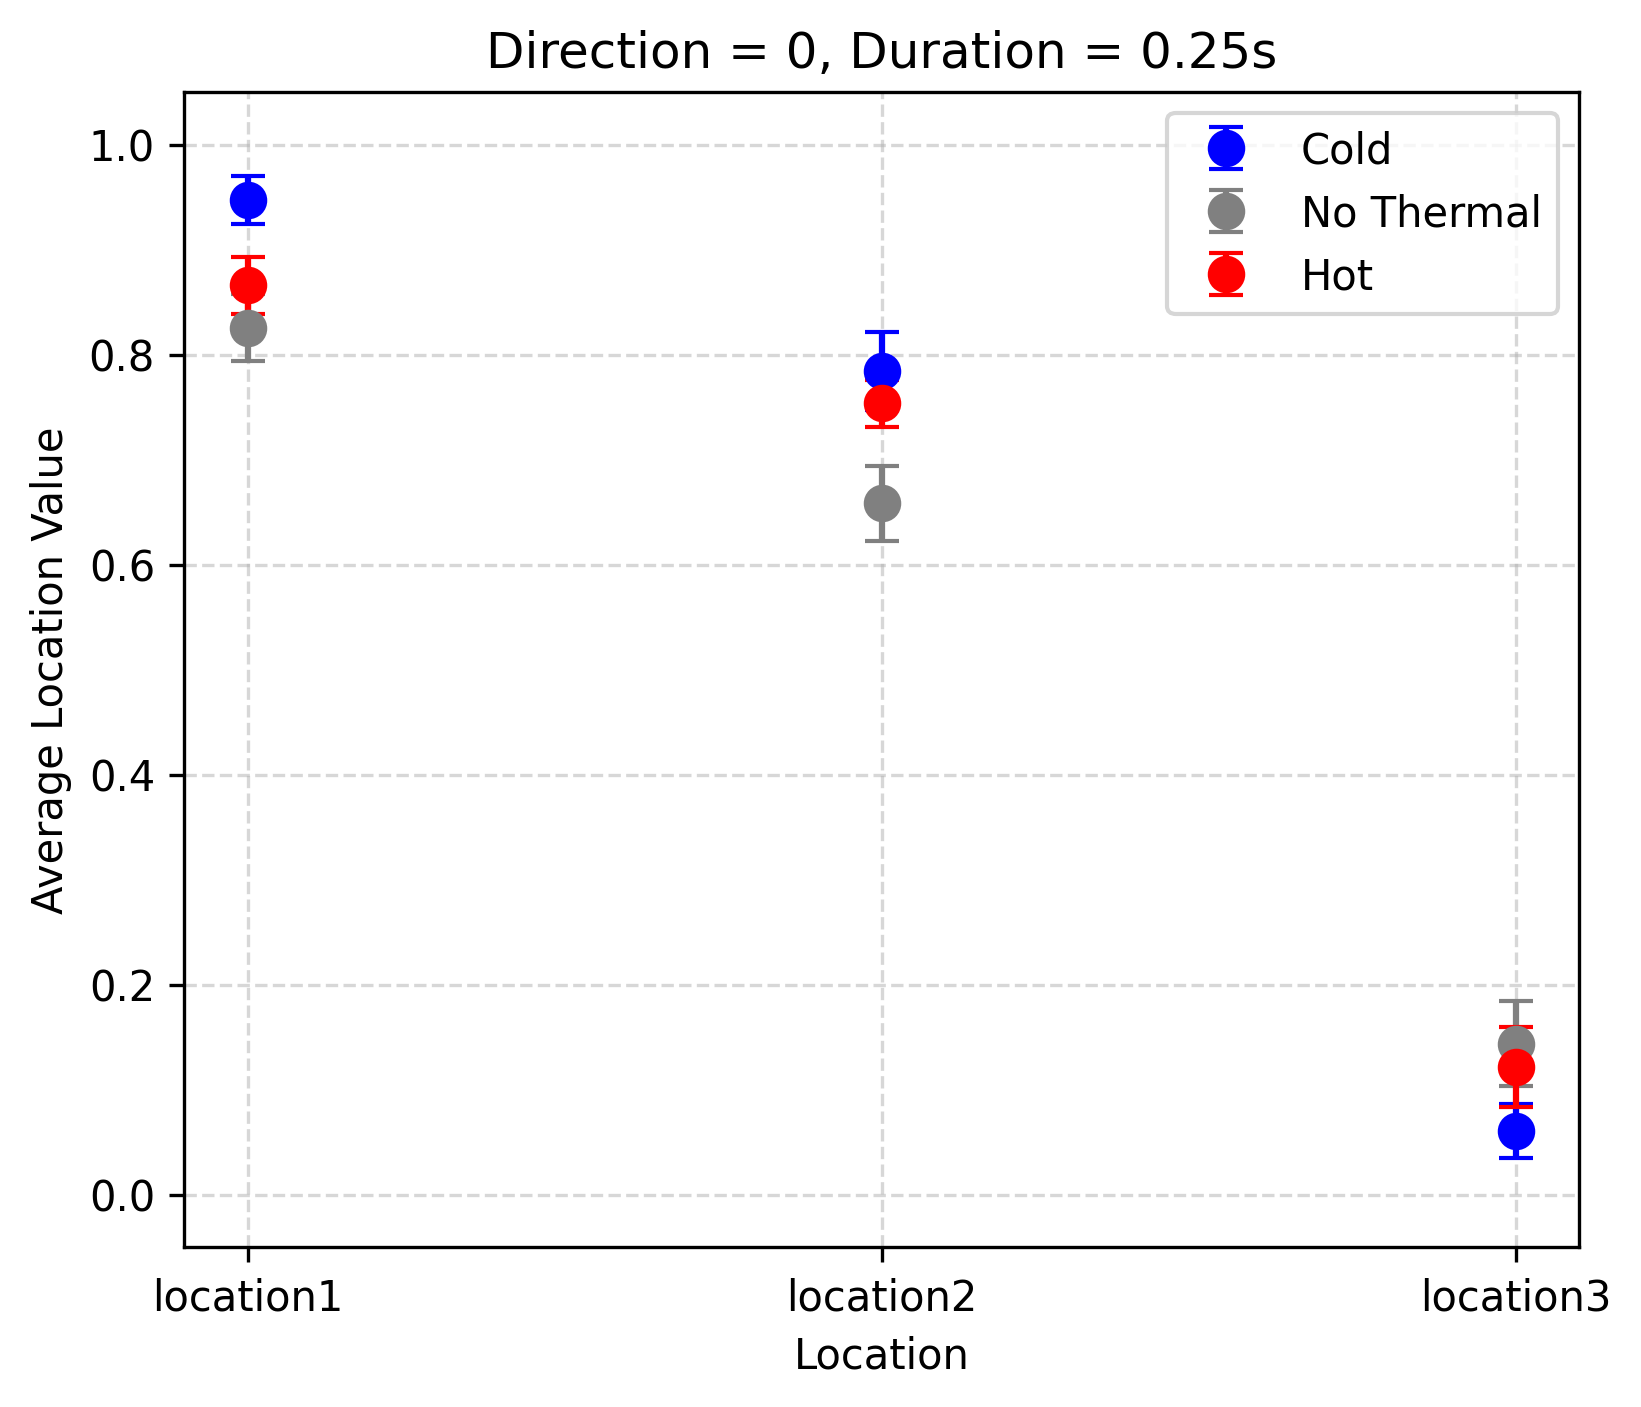 Direction = 0, Duration = 0.25s
Cold
No Thermal
Hot
1.0
0.8
0.6
0.4
0.2
0.0
Average Location Value
location1
location2
location3
Location